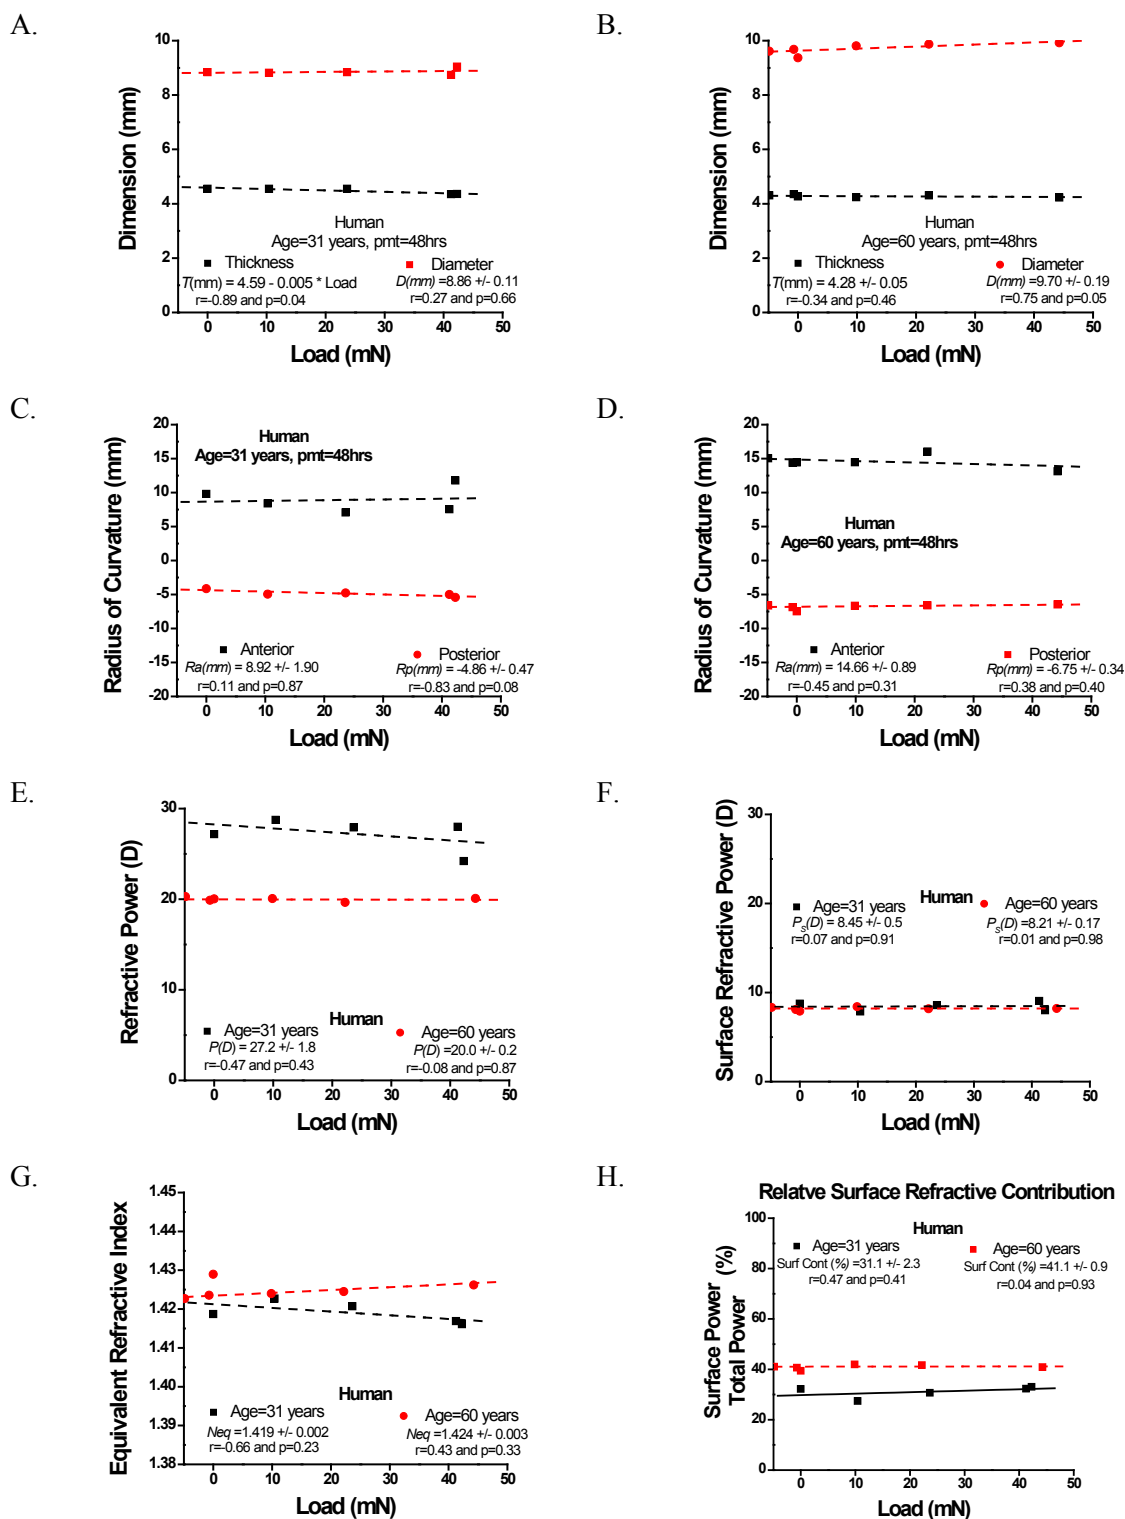 A.
10
8
6
4
2
0
Dimension (mm)
Human
Age=31 years, pmt=48hrs
Thickness
T(mm) = 4.59 - 0.005 * Load
r=-0.89 and p=0.04
Diameter
D(mm)=8.86 +/- 0.11
r=0.27 and p=0.66
0 10 20 30 40 50
Load (mN)
B.
10
8
6
4
2
0
Dimension (mm)
Human
Age=60 years, pmt=48hrs
Thickness
T(mm) = 4.28 +/- 0.05
r=-0.34 and p=0.46
Diameter
D(mm)=9.70 +/- 0.19
r=0.75 and p=0.05
0 10 20 30 40 50
Load (mN)
C.
20
15
10
5
0
-5
-10
-15
-20
Radius of Curvature (mm)
Human
Age=31 years, pmt=48hrs
Anterior
Ra(mm) = 8.92 +/- 1.90
r=0.11 and p=0.87
Posterior
Rp(mm) = -4.86 +/- 0.47
r=-0.83 and p=0.08
0 10 20 30 40 50
Load (mN)
D.
20
15
10
5
0
-5
-10
-15
-20
Radius of Curvature (mm)
Human
Age=60 years, pmt=48hrs
Anterior
Ra(mm) = 14.66 +/- 0.89
r=-0.45 and p=0.31
Posterior
Rp(mm) = -6.75 +/- 0.34
r=0.38 and p=0.40
0 10 20 30 40 50
Load (mN)
E.
30
20
10
0
Refractive Power (D)
Human
Age=31 years
P(D) = 27.2 +/- 1.8
r=-0.47 and p=0.43
Age=60 years
P(D) =20.0 +/- 0.2
r=-0.08 and p=0.87
0 10 20 30 40 50
Load (mN)
F.
30
20
10
0
Surface Refractive Power (D)
Human
Age=31 years
Ps(D) = 8.45 +/- 0.5
r=0.07 and p=0.91
Age=60 years
Ps(D) =8.21 +/- 0.17
r=0.01 and p=0.98
0 10 20 30 40 50
Load (mN)
G.
1.45
1.44
1.43
1.42
1.41
1.40
1.39
1.38
Equivalent Refractive Index
Human
Age=31 years
Neq =1.419 +/- 0.002
r=-0.66 and p=0.23
Age=60 years
Neq =1.424 +/- 0.003
r=0.43 and p=0.33
0 10 20 30 40 50
Load (mN)
H.
Relatve Surface Refractive Contribution
100
80
60
40
20
0
Surface Power (%)
Total Power
Human
Age=31 years
Surf Cont (%) =31.1 +/- 2.3
r=0.47 and p=0.41
Age=60 years
Surf Cont (%) =41.1 +/- 0.9
r=0.04 and p=0.93
0 10 20 30 40 50
Load (mN)